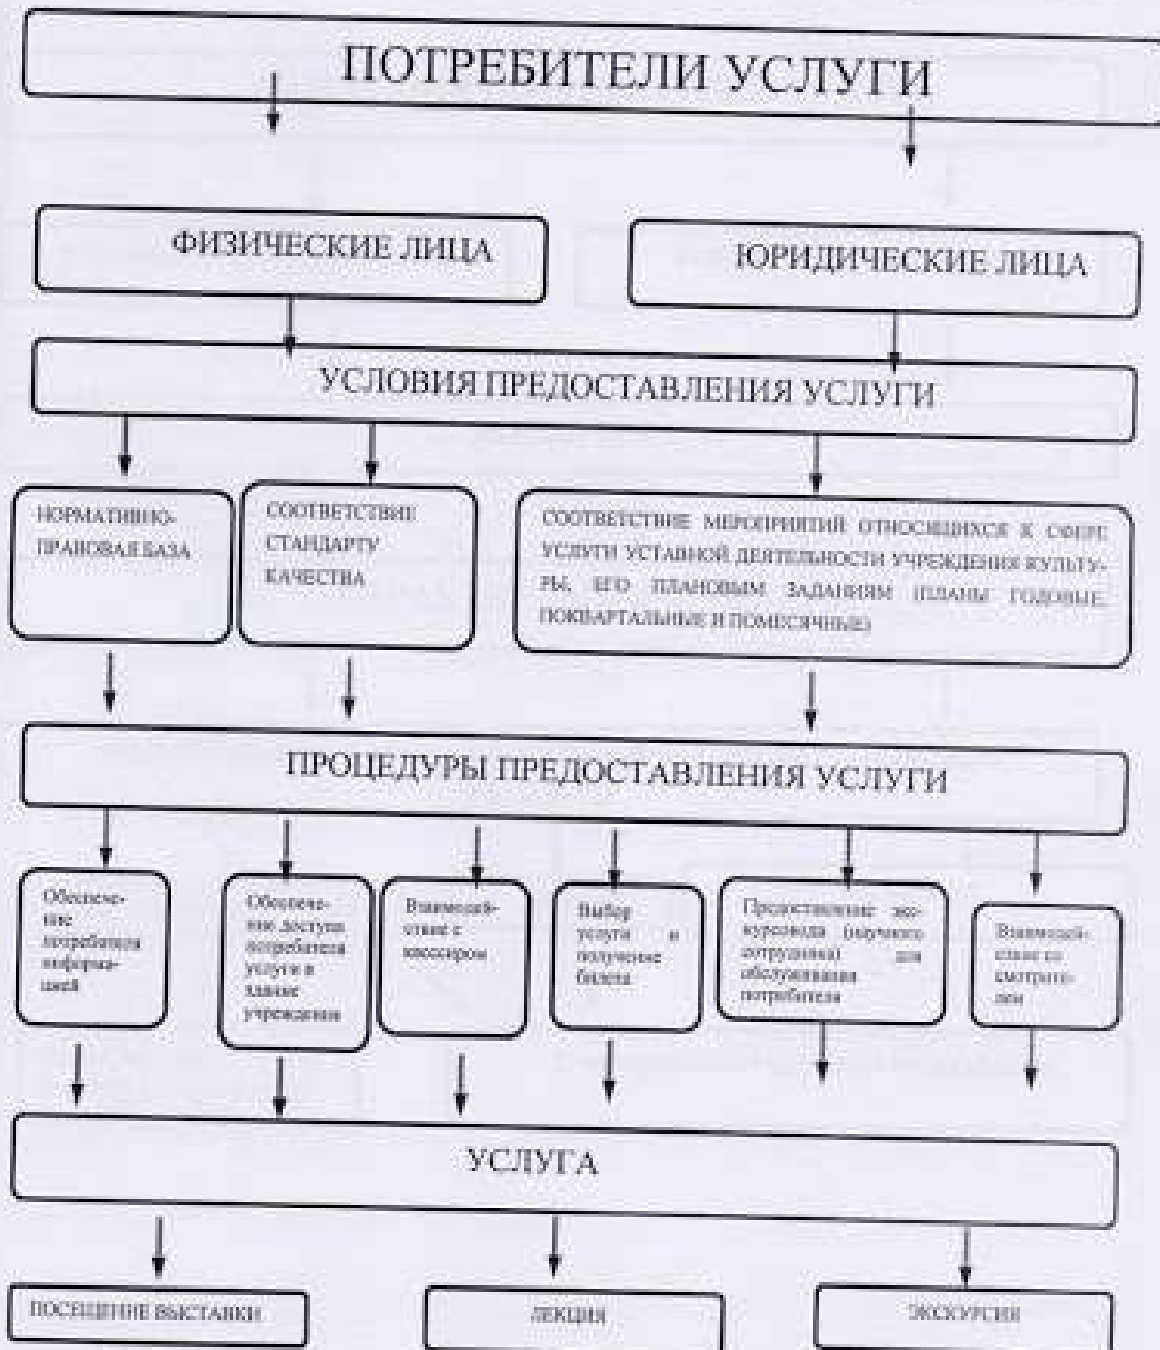 ПОТРЕБИТЕЛИ УСЛУГИ
ФИЗИЧЕСКИЕ ЛИЦА
ЮРИДИЧЕСКИЕ ЛИЦА
УСЛОВИЯ ПРЕДОСТАВЛЕНИЯ УСЛУГИ
НОРМАТИВНО-
ПРАВОВАЯ БАЗА
СООТВЕТСТВИЕ
СТАНДАРТУ
КАЧЕСТВА
СООТВЕТСТВИЕ МЕРОПРИЯТИЙ ОТНОСЯЩИХСЯ К СФЕРЕ
УСЛУГИ УСТАВНОЙ ДЕЯТЕЛЬНОСТИ УЧРЕЖДЕНИЯ КУЛЬТУ-
РЫ, ЕГО ПЛАНОВЫМ ЗАДАНИЯМ (ПЛАНЫ ГОДОВЫЕ,
ПОКВАРТАЛЬНЫЕ И ПОМЕСЯЧНЫЕ)
ПРОЦЕДУРЫ ПРЕДОСТАВЛЕНИЯ УСЛУГИ
Обеспече-
ние
потребителя
информа-
цией
Обеспече-
ние доступа
потребителя
услуги в
здание
учреждения
Взаимодей-
ствие с
кассиром
Выбор
услуги и
получение
билета
Предоставление экс-
курсовода (научного
сотрудника) для
обслуживания
потребителя
Взаимодей-
ствие со
смотрите-
лем
УСЛУГА
ПОСЕЩЕНИЕ ВЫСТАВКИ
ЛЕКЦИЯ
ЭКСКУРСИЯ